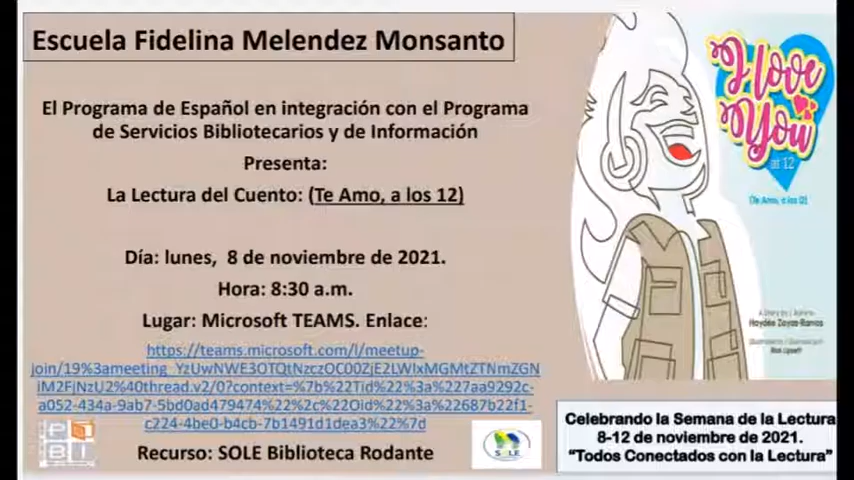 Escuela Fidelina Melendez Monsanto
El Programa de Español en integración con el Programa
de Servicios Bibliotecarios y de Información
Presenta:
La Lectura del Cuento: (Te Amo, a los 12)
Día: lunes, 8 de noviembre de 2021.
Hora: 8:30 a.m.
Lugar: Microsoft TEAMS. Enlace:
https://teams.microsoft.com/l/meetup-
join/19%3ameeting_YzUwNWE3OTQtNzczOC00ZjE2LWIxMGMtZTNmZGN
iM2FjNzU2%40thread.v2/0?context=%7b%22Tid%22%3a%227aa9292c-
a052-434a-9ab7-5bd0ad479474%22%2c%22Oid%22%3a%22687b22f1-
c224-4be0-b4cb-7b1491d1dea3%22%7d
Recurso: SOLE Biblioteca Rodante
PBI
SOLE
I love
You
at 12
(Te Amo, a los 12)
Haydée Zayas-Ramos
Celebrando la Semana de la Lectura
8-12 de noviembre de 2021.
“Todos Conectados con la Lectura”